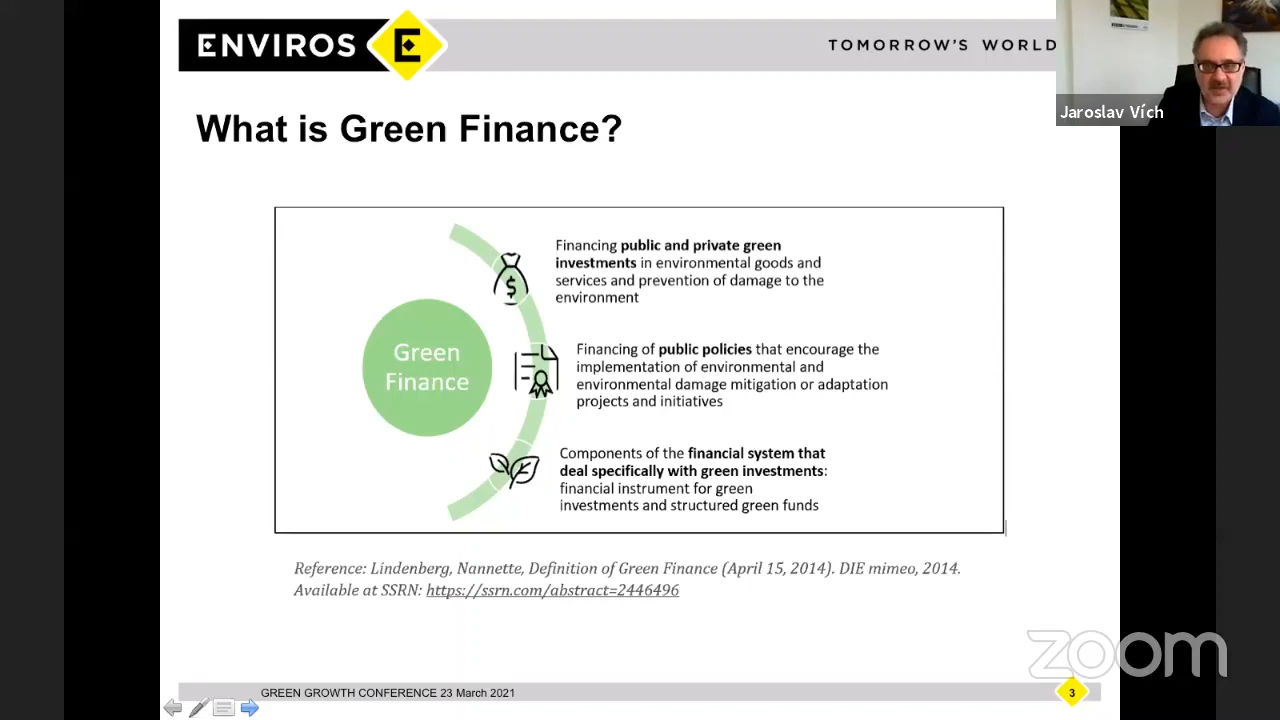 ENVIROS
TOMORROW'S WORLD
Jaroslav Vích
What is Green Finance?
Green
Finance
$
Financing public and private green
investments in environmental goods and
services and prevention of damage to the
environment
Financing of public policies that encourage the
implementation of environmental and
environmental damage mitigation or adaptation
projects and initiatives
Components of the financial system that
deal specifically with green investments:
financial instrument for green
investments and structured green funds
Reference: Lindenberg, Nannette, Definition of Green Finance (April 15, 2014). DIE mimeo, 2014.
Available at SSRN: https://ssrn.com/abstract=2446496
zoom
GREEN GROWTH CONFERENCE 23 March 2021
3